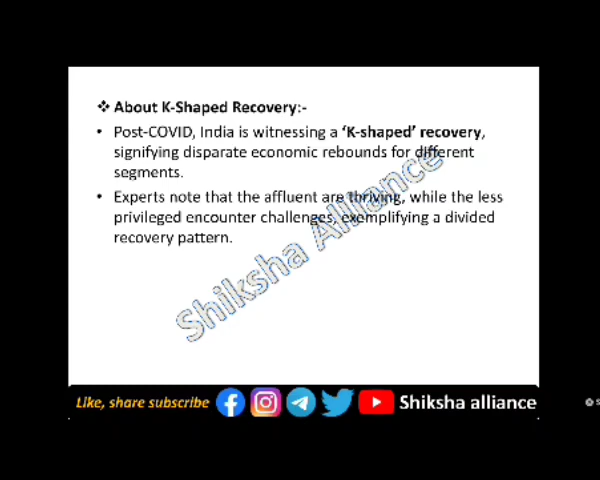 ❖ About K-Shaped Recovery:-
• Post-COVID, India is witnessing a ‘K-shaped’ recovery,
signifying disparate economic rebounds for different
segments.
• Experts note that the affluent are thriving, while the less
privileged encounter challenges, exemplifying a divided
recovery pattern.
Shiksha Alliance
Like, share subscribe
Shiksha alliance